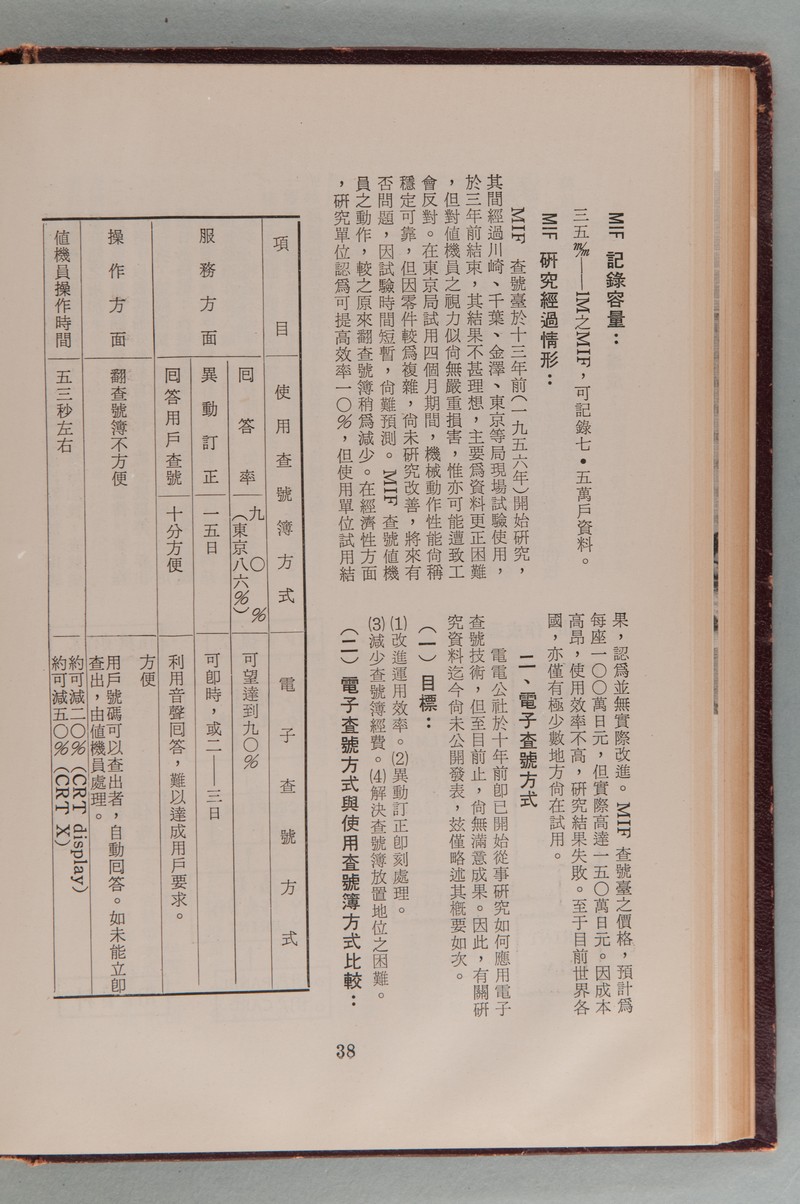 MIF 記錄容量：
三五㎜——1M之MIF，可記錄七•五萬戶資料。
MIF 研究經過情形：
MIF 查號臺於十三年前（一九五六年）開始研究，
其間經過川崎、千葉、金澤、東京等局現場試驗使用，
於三年前結束，其結果不甚理想，主要爲資料更正困難
，但對値機員之視力似尙無嚴重損害，惟亦可能遭致工
會反對。在東京局試用四個月期間，機械動作性能尙稱
穩定可靠，但因零件較爲複雜，尙未研究改善，將來有
否問題，因試驗時間短暫，尙難預測。MIF 查號値機
員之動作，較之原來翻查號簿稍爲減少。在經濟性方面
，研究單位認爲可提高效率一〇％，但使用單位試用結
果，認爲並無實際改進。MIF 查號臺之價格，預計爲
每座一〇〇萬日元，但實際高達一五〇萬日元。因成本
高昂，使用效率不高，硏究結果失敗。至于目前世界各
國，亦僅有極少數地方尙在試用。
二、電子查號方式
電電公社於十年前卽已開始從事研究如何應用電子
查號技術，但至目前止，尙無滿意成果。因此，有關研
究資料迄今尙未公開發表，茲僅略述其概要如次。
（一）目標：
⑴改進運用效率。⑵異動訂正卽刻處理。
⑶減少查號簿經費。⑷解決查號簿放置地位之困難。
（二）電子查號方式與使用查號簿方式比較：
項目 使用查號簿方式 電子查號方式
服務方面 回答率 九〇％
（東京八六％） 可望達到九〇％
異動訂正 一五日 可卽時，或二——三日
回答用戶查號 十分方便 利用音聲回答，難以達成用戶要求。
操作方面 翻查號簿不方便 方便
用戶號碼可以查出者，自動回答。如未能立卽
查出，由値機員處理。
値機員操作時間 五三秒左右 約可減二〇％（CRT display）
約可減五〇％（CRT X）
38